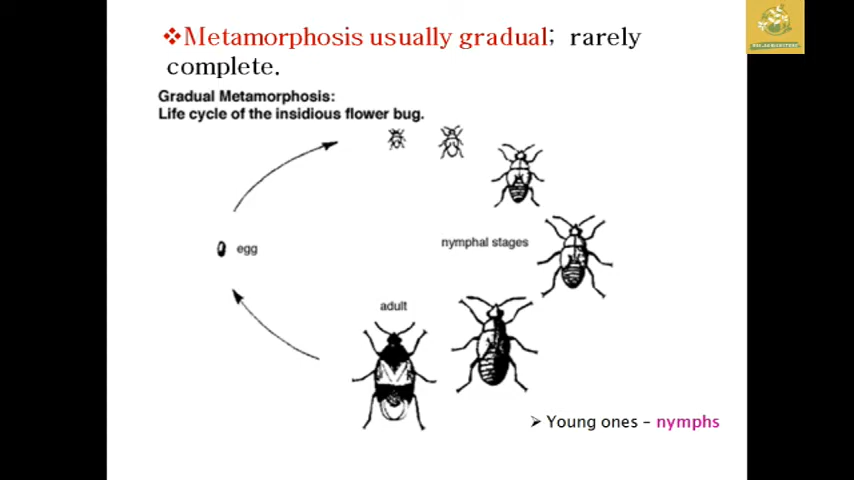 ❖Metamorphosis usually gradual; rarely
complete.
Gradual Metamorphosis:
Life cycle of the insidious flower bug.
egg
nymphal stages
adult
➢ Young ones – nymphs